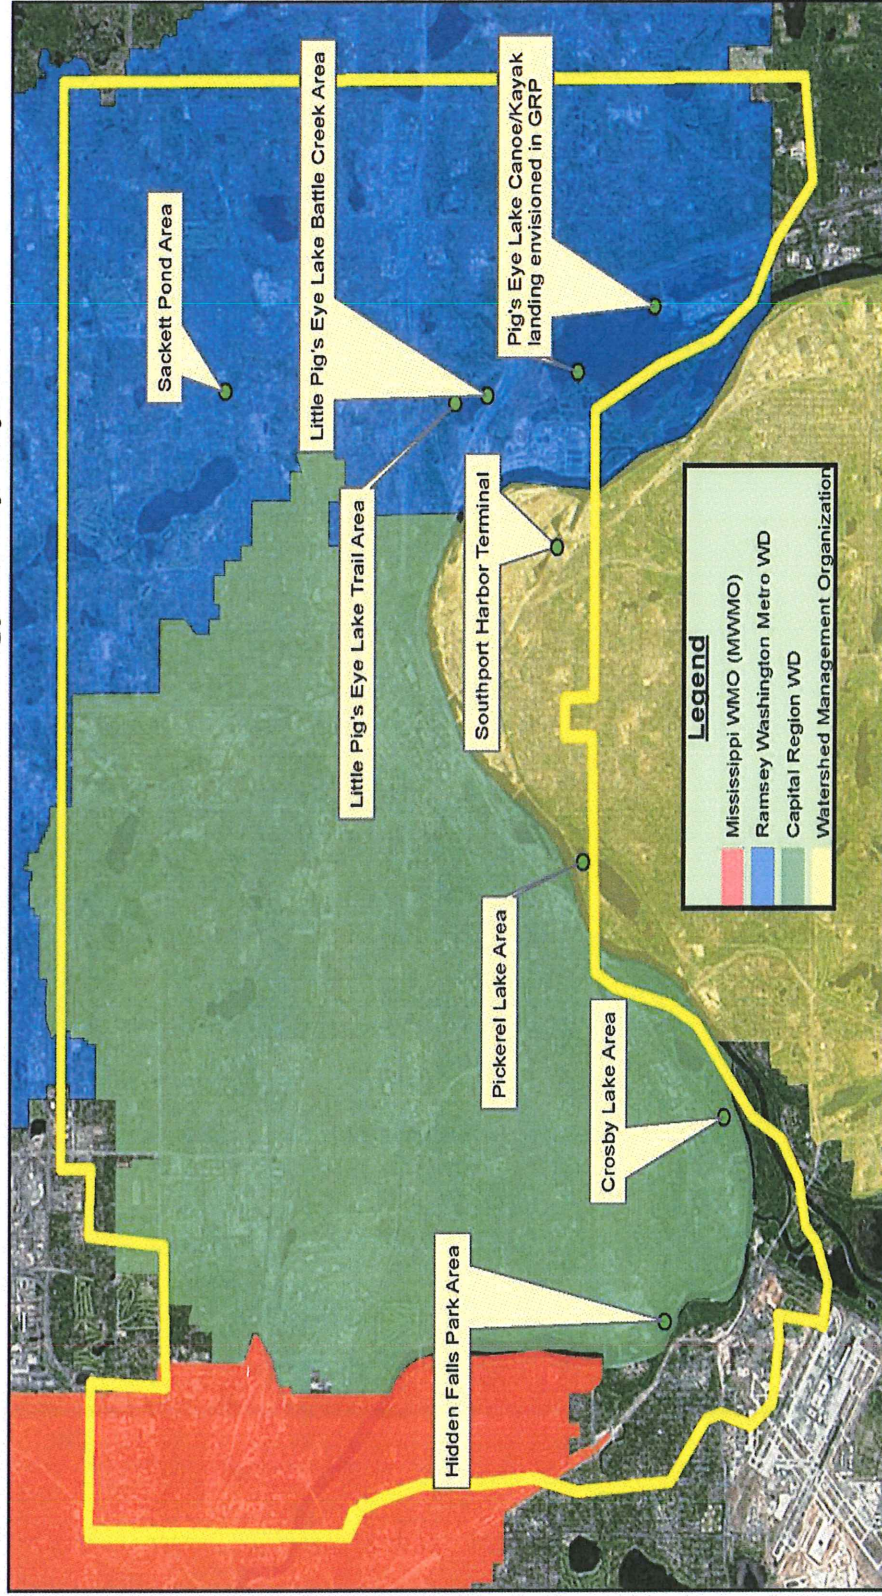 Sackett Pond Area
Little Pig's Eye Lake Battle Creek Area
Pig's Eye Lake Canoe/Kayak
landing envisioned in GRP
Little Pig's Eye Lake Trail Area
Southport Harbor Terminal
Pickerel Lake Area
Crosby Lake Area
Hidden Falls Park Area
Legend
Mississippi WMO (MWMO)
Ramsey Washington Metro WD
Capital Region WD
Watershed Management Organization